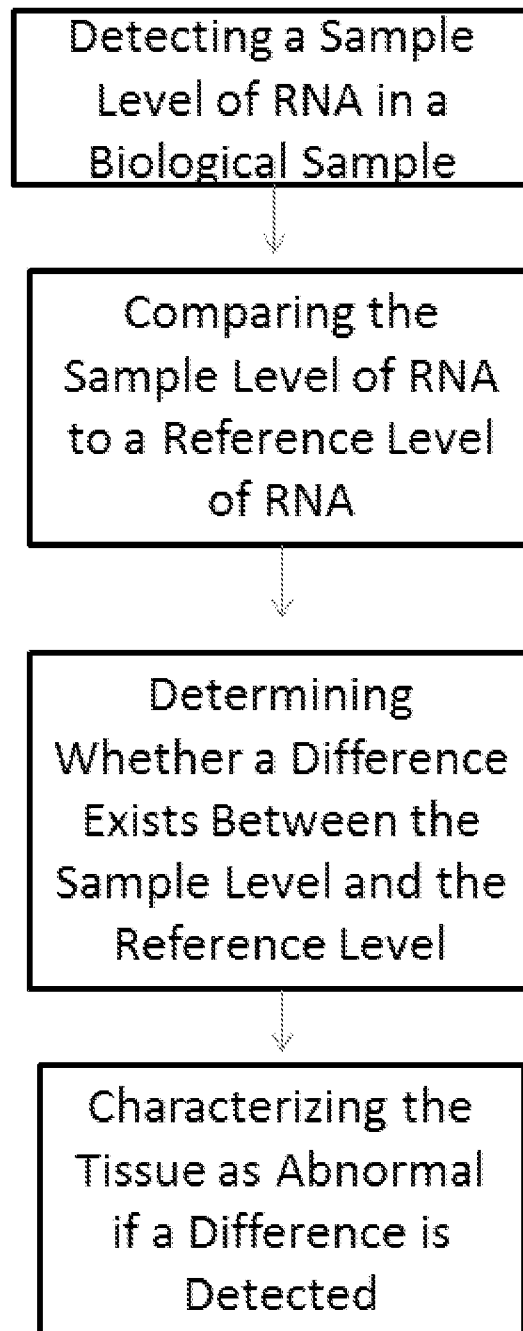 Detecting a Sample
Level of RNA in a
Biological Sample
Comparing the
Sample Level of RNA
to a Reference Level
of RNA
Determining
Whether a Difference
Exists Between the
Sample Level and the
Reference Level
Characterizing the
Tissue as Abnormal
if a Difference is
Detected